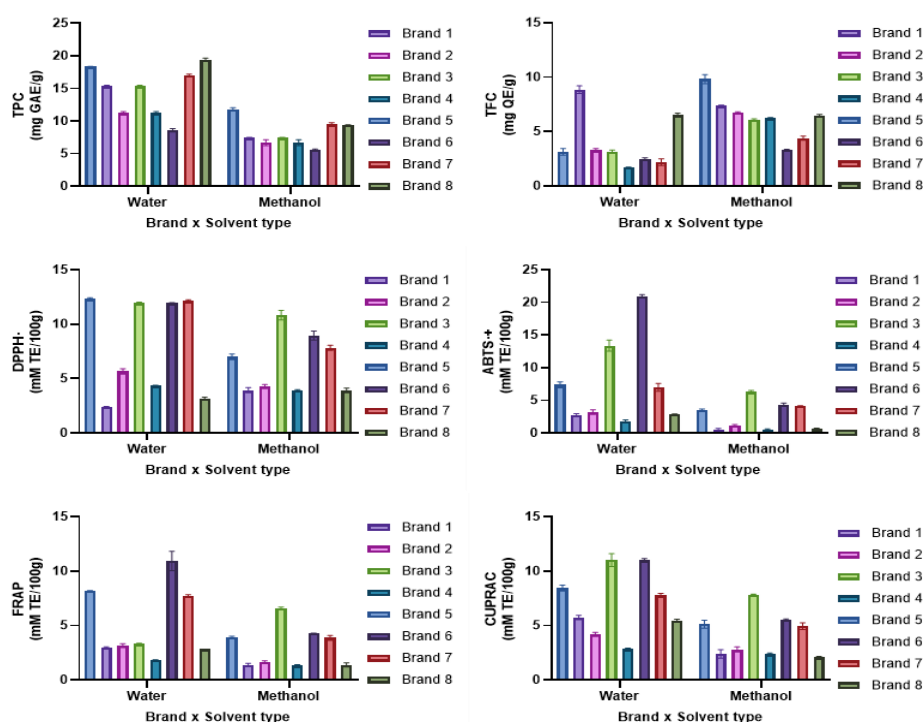 25
20
15
10
5
0
TPC
(mg GAE/g)
Water
Methanol
Brand x Solvent type
Brand 1
Brand 2
Brand 3
Brand 4
Brand 5
Brand 6
Brand 7
Brand 8
15
10
5
0
TFC
(mg QE/g)
Water
Methanol
Brand x Solvent type
Brand 1
Brand 2
Brand 3
Brand 4
Brand 5
Brand 6
Brand 7
Brand 8
15
10
5
0
DPPH·
(mM TE/100g)
Water
Methanol
Brand x Solvent type
Brand 1
Brand 2
Brand 3
Brand 4
Brand 5
Brand 6
Brand 7
Brand 8
25
20
15
10
5
0
ABTS·+
(mM TE/100g)
Water
Methanol
Brand x Solvent type
Brand 1
Brand 2
Brand 3
Brand 4
Brand 5
Brand 6
Brand 7
Brand 8
15
10
5
0
FRAP
(mM TE/100g)
Water
Methanol
Brand x Solvent type
Brand 1
Brand 2
Brand 3
Brand 4
Brand 5
Brand 6
Brand 7
Brand 8
15
10
5
0
CUPRAC
(mM TE/100g)
Water
Methanol
Brand x Solvent type
Brand 1
Brand 2
Brand 3
Brand 4
Brand 5
Brand 6
Brand 7
Brand 8